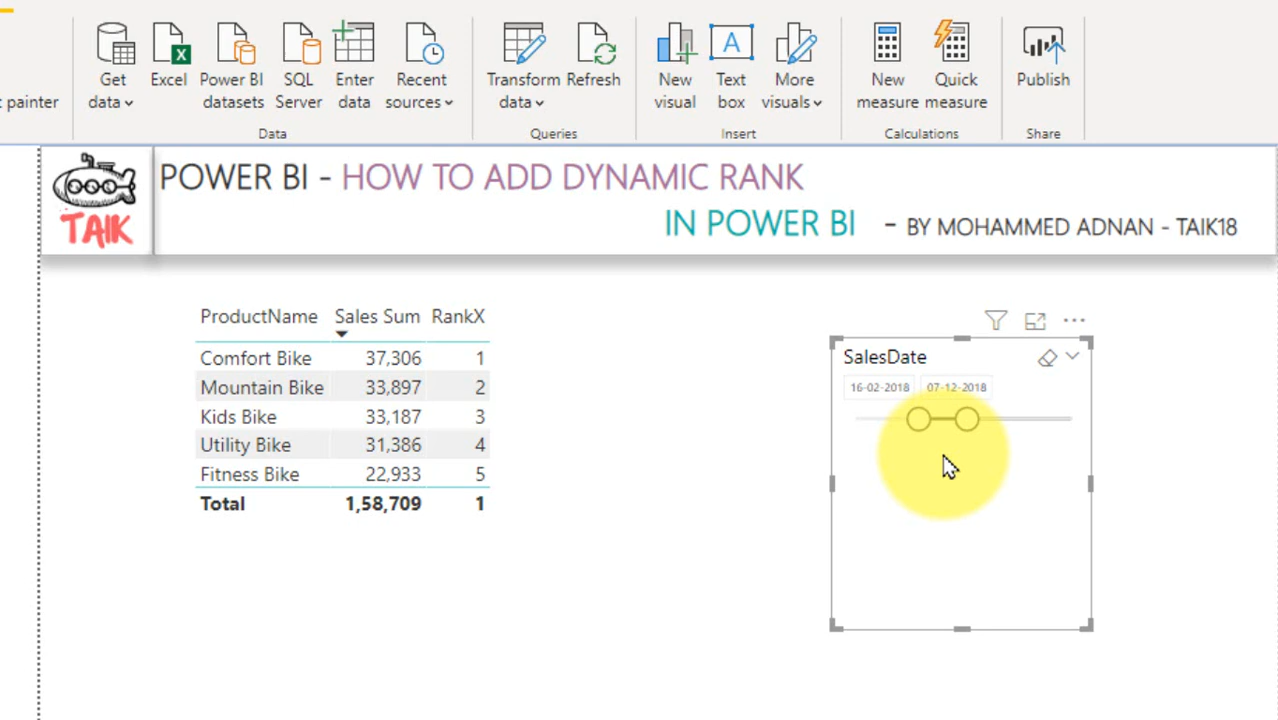 Get data
Excel
Power BI datasets
SQL Server
Enter data
Recent sources
Transform data
Refresh
New visual
Text box
More visuals
New measure
Quick measure
Publish
painter
Data
Queries
Insert
Calculations
Share
A
TAIK
POWER BI - HOW TO ADD DYNAMIC RANK
IN POWER BI - BY MOHAMMED ADNAN - TAIK18
ProductName Sales Sum RankX
Comfort Bike 37,306 1
Mountain Bike 33,897 2
Kids Bike 33,187 3
Utility Bike 31,386 4
Fitness Bike 22,933 5
Total 1,58,709 1
SalesDate
16-02-2018 07-12-2018